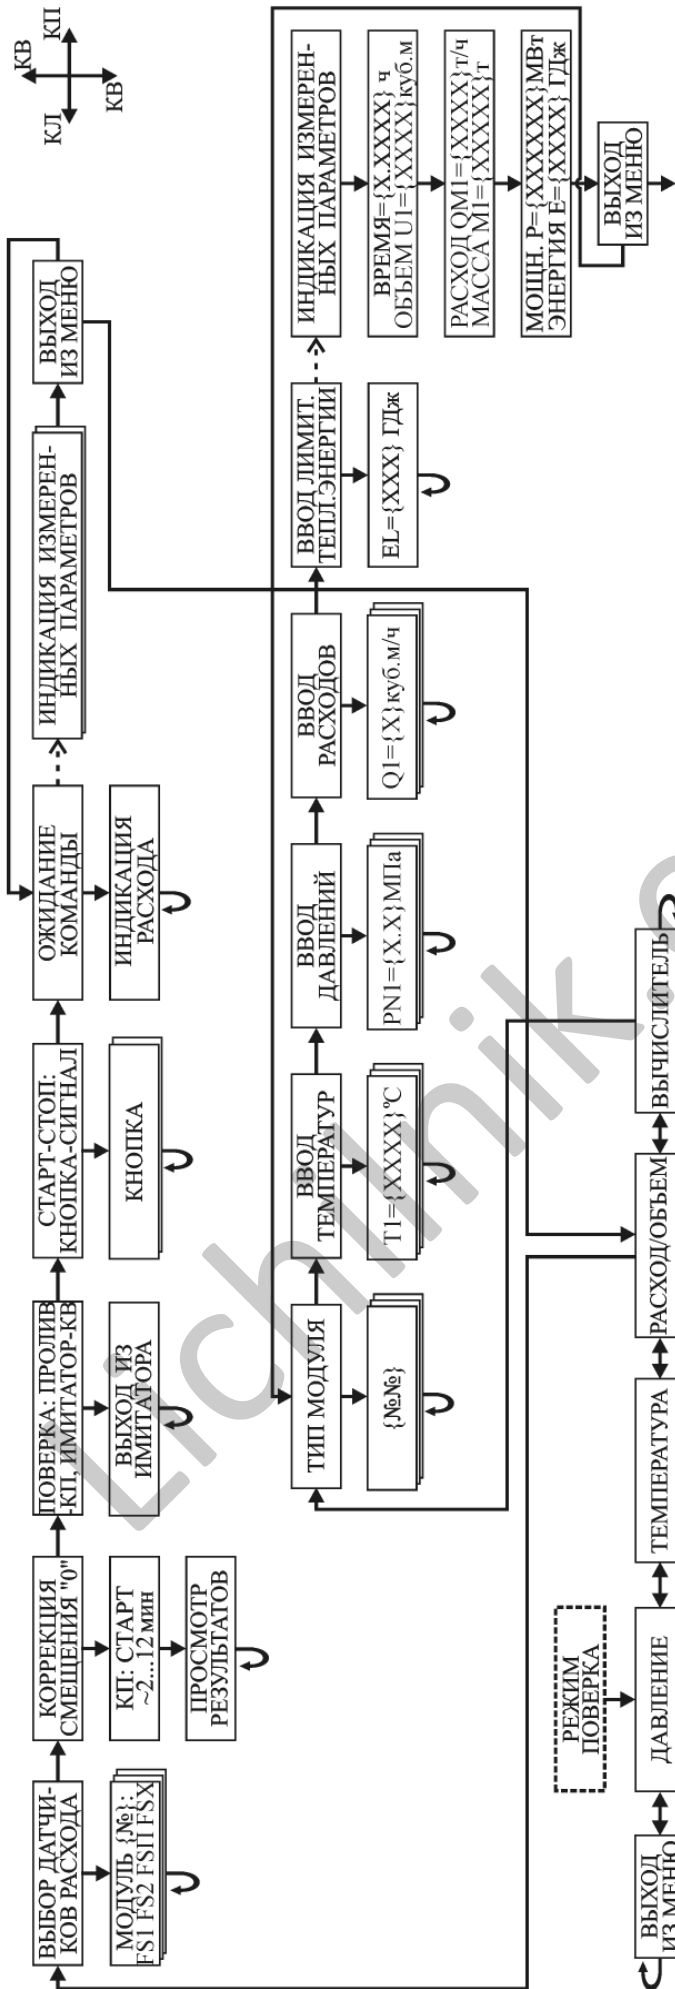 КВ
КЛ
КП
КВ
ВЫБОР ДАТЧИ-
КОВ РАСХОДА
КОРРЕКЦИЯ
СМЕЩЕНИЯ "0"
ПОВЕРКА: ПРОЛИВ
-КП, ИМИТАТОР-КВ
СТАРТ-СТОП:
КНОПКА-СИГНАЛ
ОЖИДАНИЕ
КОМАНДЫ
ИНДИКАЦИЯ ИЗМЕРЕН-
НЫХ ПАРАМЕТРОВ
ВЫХОД
ИЗ МЕНЮ
МОДУЛЬ {№}:
FS1 FS2 FSП FSX
КП: СТАРТ
~2...12 мин
ВЫХОД ИЗ
ИМИТАТОРА
КНОПКА
ИНДИКАЦИЯ
РАСХОДА
ПРОСМОТР
РЕЗУЛЬТАТОВ
ТИП МОДУЛЯ
ВВОД
ТЕМПЕРАТУР
ВВОД
ДАВЛЕНИЙ
ВВОД
РАСХОДОВ
ВВОД ЛИМИТ.
ТЕПЛ.ЭНЕРГИИ
ИНДИКАЦИЯ ИЗМЕРЕН-
НЫХ ПАРАМЕТРОВ
{№№}
T1={XXXX}°C
PN1={X.X}МПа
Q1={X}куб.м/ч
EL={XXX} ГДж
ВРЕМЯ={X.XXXX} ч
ОБЪЕМ U1={XXXX}куб.м
РАСХОД QM1={XXXX}т/ч
МАССА M1={XXXXX}т
МОЩН. P={XXXXXX}МВт
ЭНЕРГИЯ E={XXXX} ГДж
ВЫХОД
ИЗ МЕНЮ
РЕЖИМ
ПОВЕРКА
ВЫХОД
ИЗ МЕНЮ
ДАВЛЕНИЕ
ТЕМПЕРАТУРА
РАСХОД/ОБЪЕМ
ВЫЧИСЛИТЕЛЬ
Lichilnik.